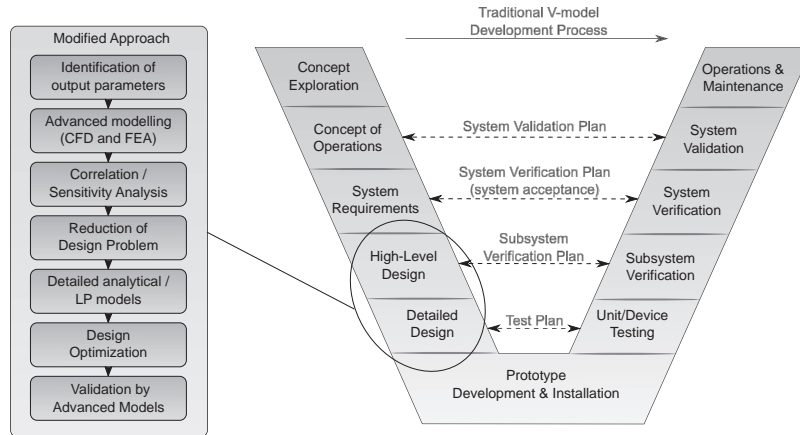 Modified Approach
Identification of
output parameters
Advanced modelling
(CFD and FEA)
Correlation /
Sensitivity Analysis
Reduction of
Design Problem
Detailed analytical /
LP models
Design
Optimization
Validation by
Advanced Models
Traditional V-model
Development Process
Concept
Exploration
Concept of
Operations
System
Requirements
High-Level
Design
Detailed
Design
Prototype
Development & Installation
System Validation Plan
System Verification Plan
(system acceptance)
Subsystem
Verification Plan
Test Plan
Operations &
Maintenance
System
Validation
System
Verification
Subsystem
Verification
Unit/Device
Testing